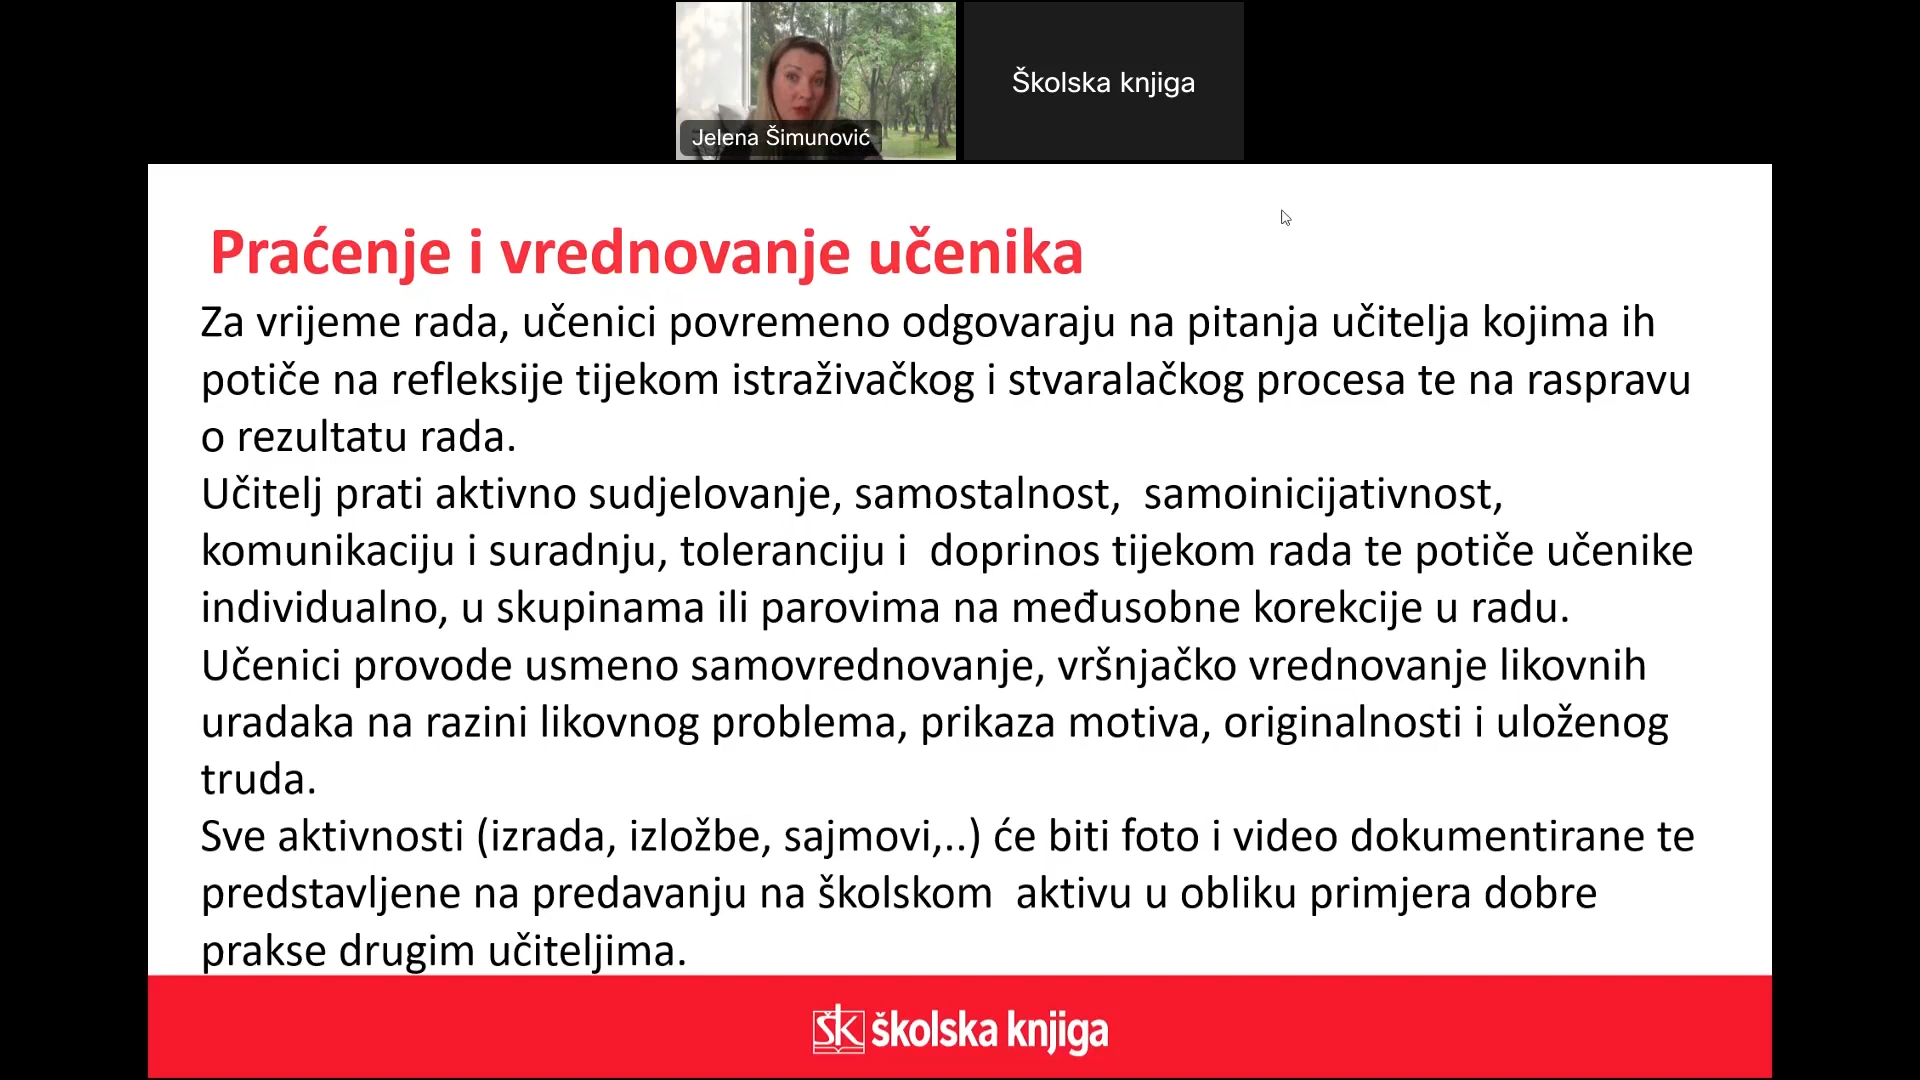 Jelena Šimunović
Školska knjiga
Praćenje i vrednovanje učenika
Za vrijeme rada, učenici povremeno odgovaraju na pitanja učitelja kojima ih
potiče na refleksije tijekom istraživačkog i stvaralačkog procesa te na raspravu
o rezultatu rada.
Učitelj prati aktivno sudjelovanje, samostalnost,  samoinicijativnost,
komunikaciju i suradnju, toleranciju i  doprinos tijekom rada te potiče učenike
individualno, u skupinama ili parovima na međusobne korekcije u radu.
Učenici provode usmeno samovrednovanje, vršnjačko vrednovanje likovnih
uradaka na razini likovnog problema, prikaza motiva, originalnosti i uloženog
truda.
Sve aktivnosti (izrada, izložbe, sajmovi,..) će biti foto i video dokumentirane te
predstavljene na predavanju na školskom  aktivu u obliku primjera dobre
prakse drugim učiteljima.
ŠK školska knjiga